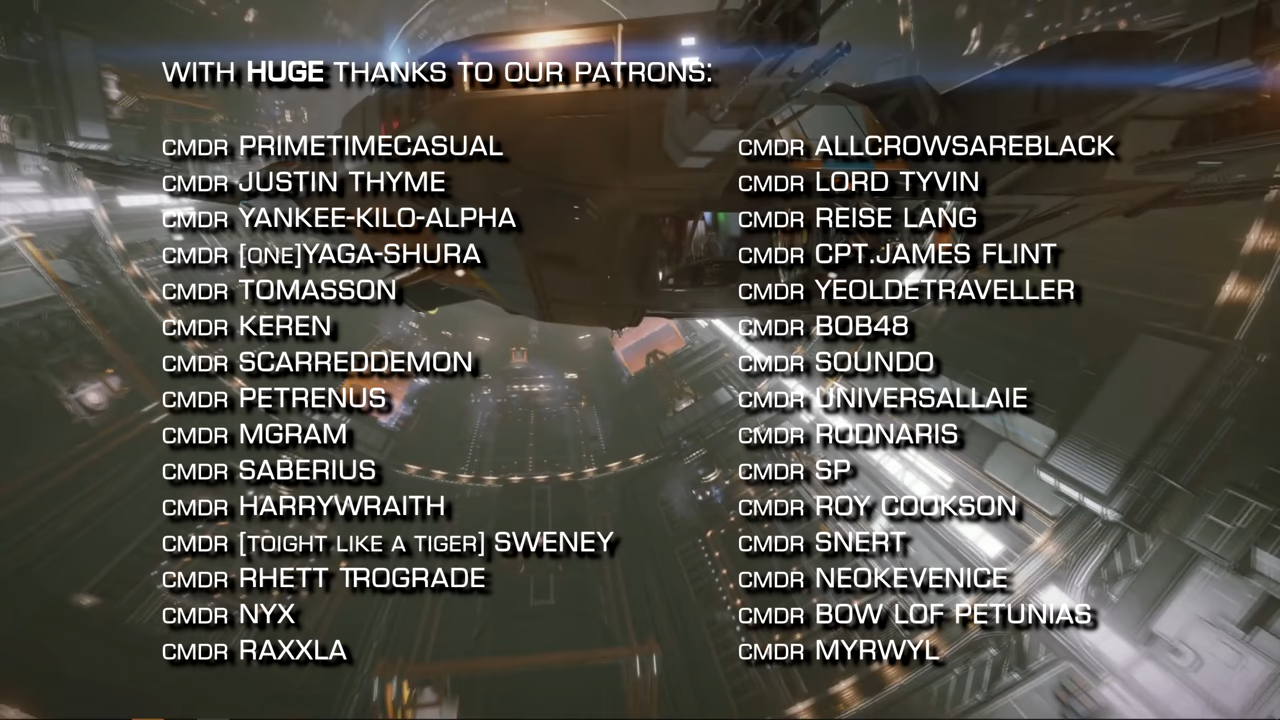 WITH HUGE THANKS TO OUR PATRONS:
CMDR PRIMETIMECASUAL
CMDR JUSTIN THYME
CMDR YANKEE-KILO-ALPHA
CMDR [ONE]YAGA-SHURA
CMDR TOMASSON
CMDR KEREN
CMDR SCARREDDEMON
CMDR PETRENUS
CMDR MGRAM
CMDR SABERIUS
CMDR HARRYWRAITH
CMDR [TOIGHT LIKE A TIGER] SWENEY
CMDR RHETT TROGRADE
CMDR NYX
CMDR RAXXLA
CMDR ALLCROWSAREBLACK
CMDR LORD TYVIN
CMDR REISE LANG
CMDR CPT.JAMES FLINT
CMDR YEOLDETRAVELLER
CMDR BOB48
CMDR SOUNDO
CMDR UNIVERSALLAIE
CMDR RODNARIS
CMDR SP
CMDR ROY COOKSON
CMDR SNERT
CMDR NEOKEVENICE
CMDR BOW LOF PETUNIAS
CMDR MYRWYL